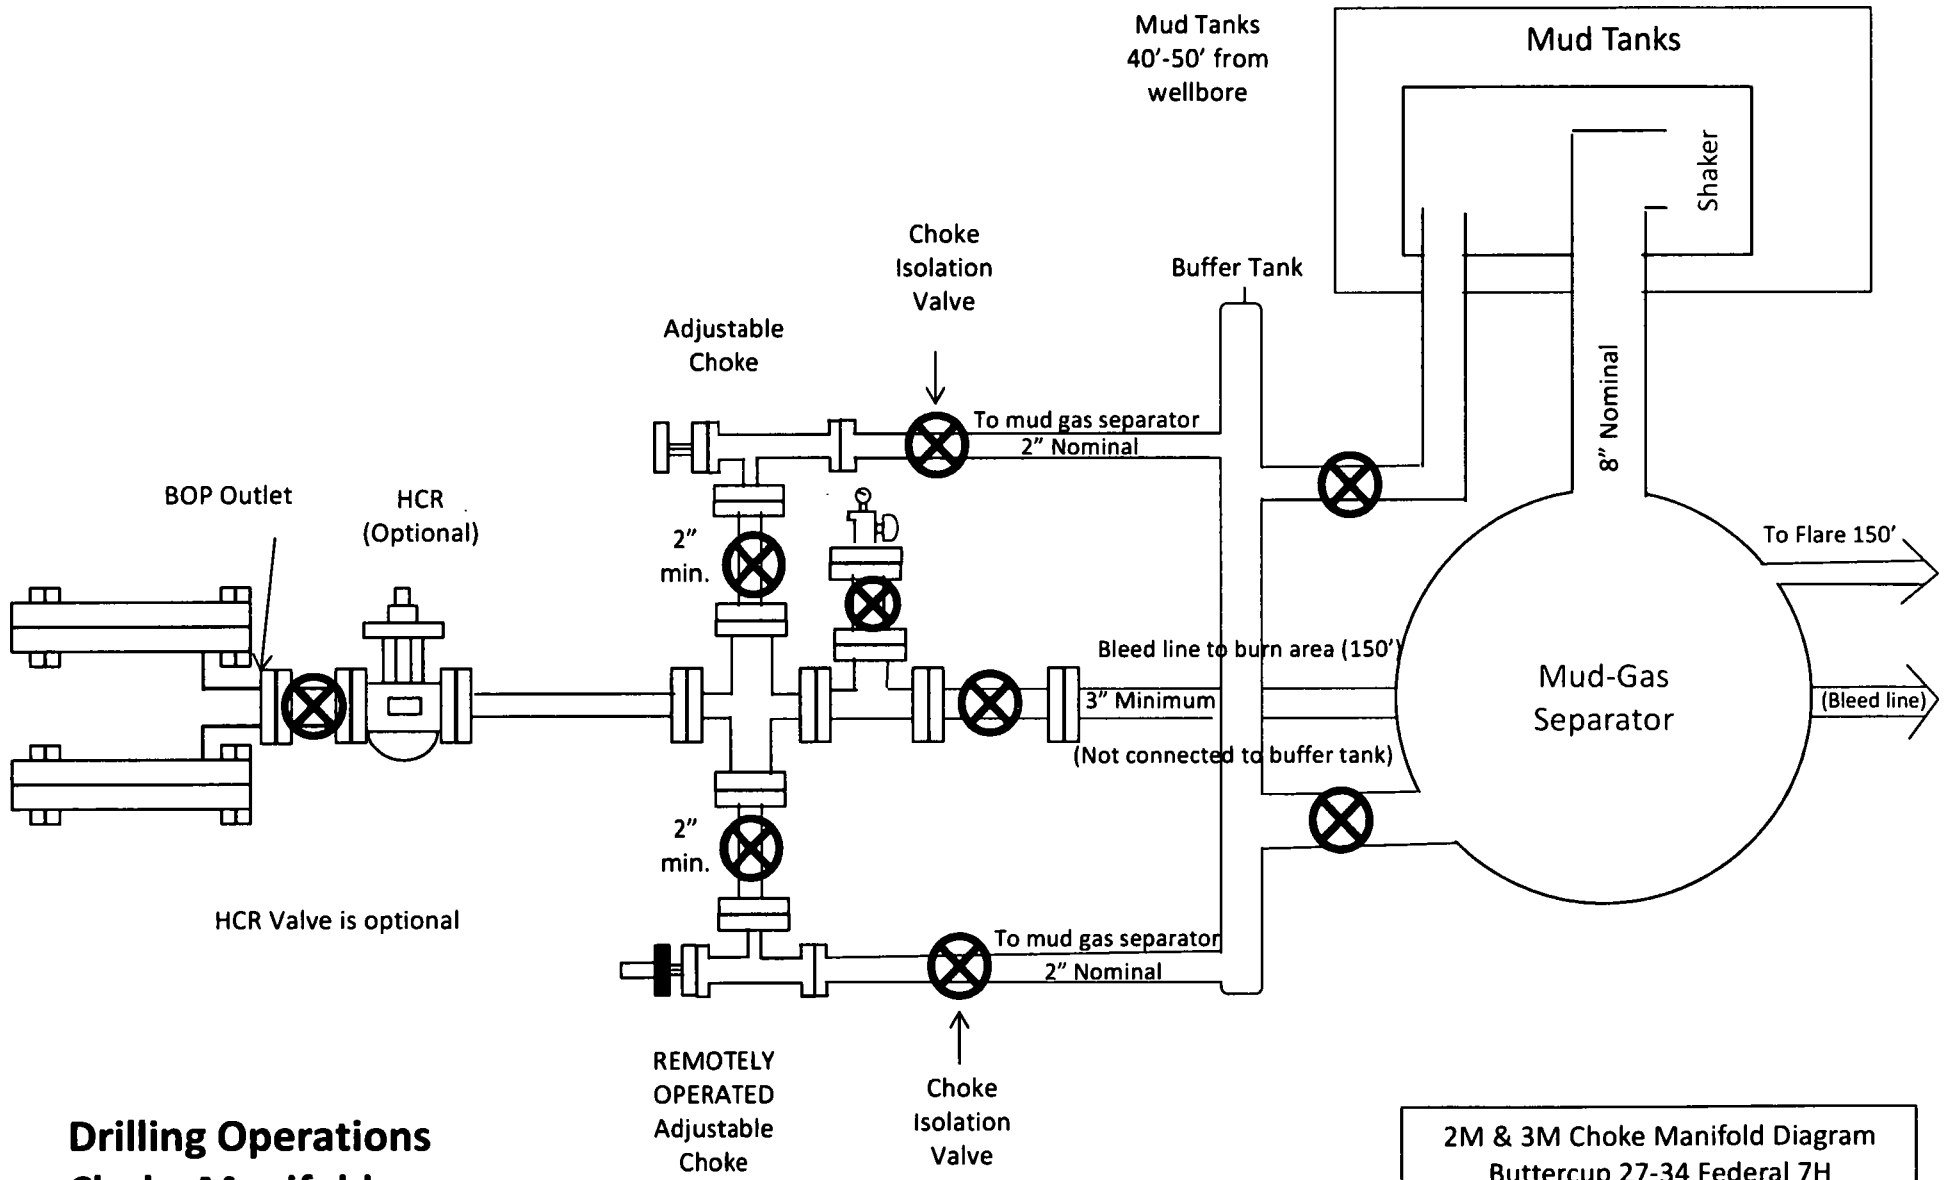 Mud Tanks
40'-50' from
wellbore
Mud Tanks
Shaker
Choke
Isolation
Valve
Buffer Tank
Adjustable
Choke
8" Nominal
To mud gas separator
2" Nominal
BOP Outlet
HCR
(Optional)
2"
min.
To Flare 150'
Bleed line to burn area (150')
3" Minimum
(Not connected to buffer tank)
Mud-Gas
Separator
(Bleed line)
2"
min.
HCR Valve is optional
To mud gas separator
2" Nominal
REMOTELY
OPERATED
Adjustable
Choke
Choke
Isolation
Valve
Drilling Operations
Choke Manifold
2M & 3M Choke Manifold Diagram
Buttercup 27-34 Federal 7H